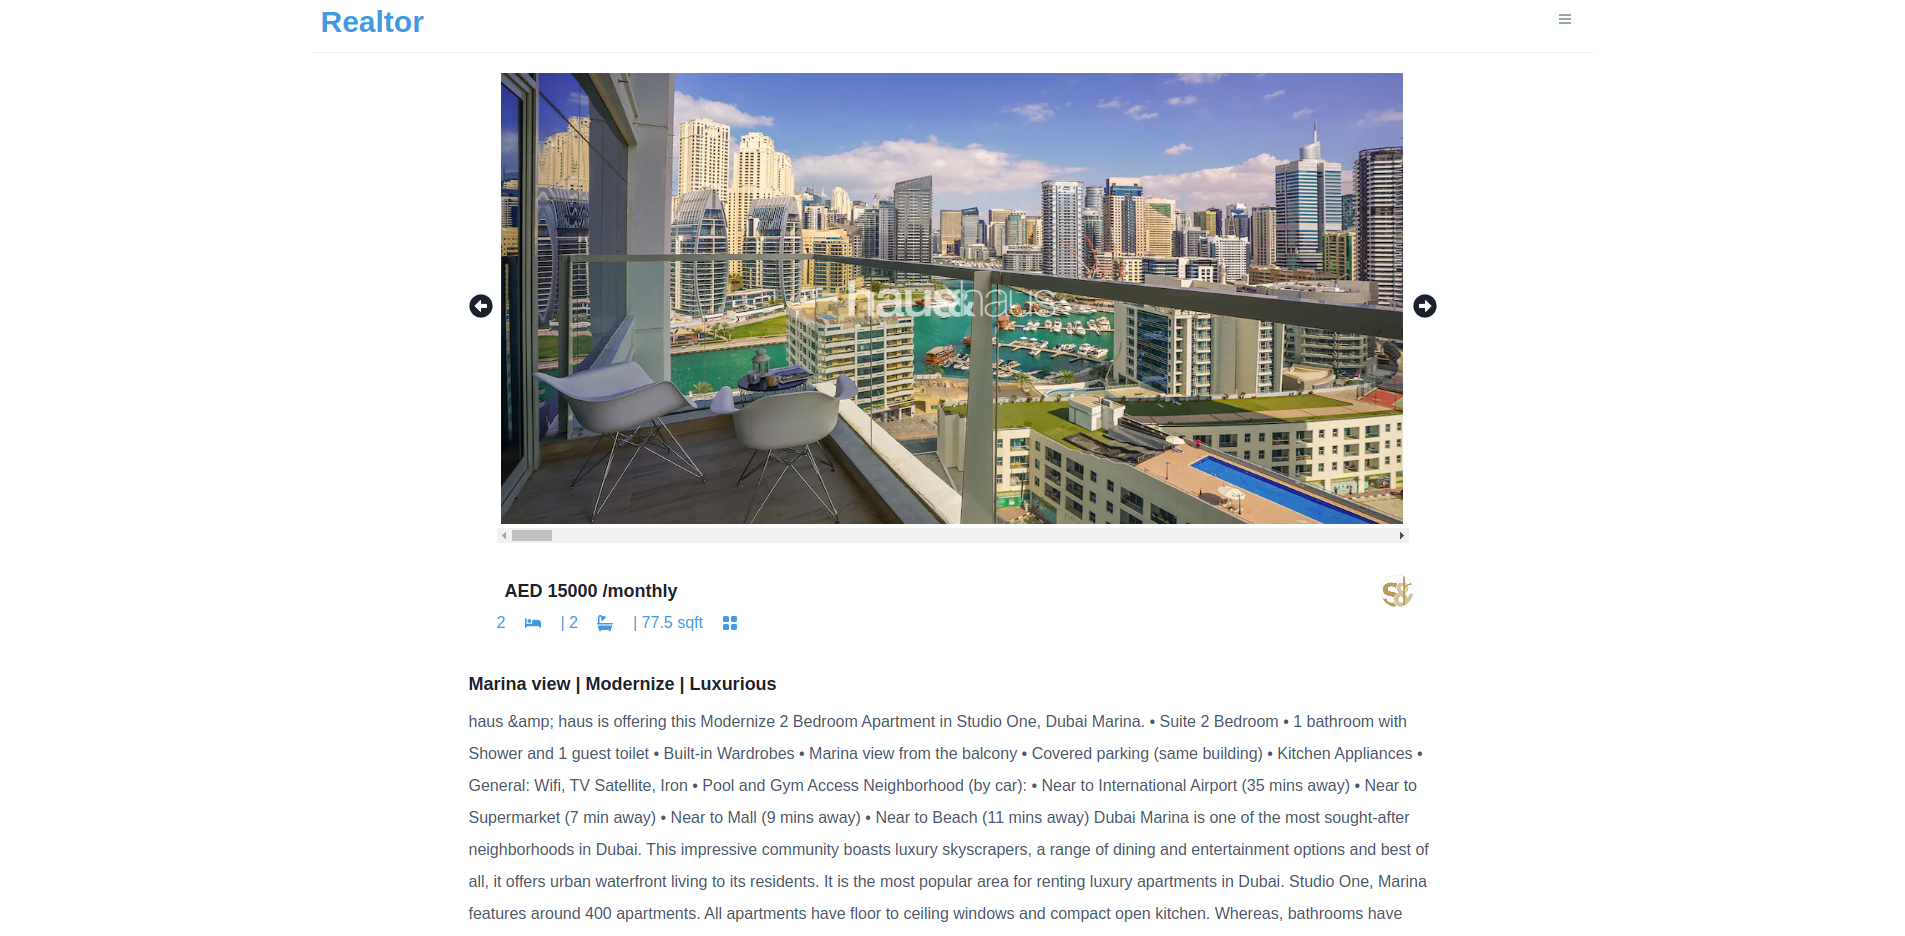 Realtor
haus&haus
AED 15000 /monthly
S&
2 | 2 | 77.5 sqft
Marina view | Modernize | Luxurious
haus &amp; haus is offering this Modernize 2 Bedroom Apartment in Studio One, Dubai Marina. • Suite 2 Bedroom • 1 bathroom with
Shower and 1 guest toilet • Built-in Wardrobes • Marina view from the balcony • Covered parking (same building) • Kitchen Appliances •
General: Wifi, TV Satellite, Iron • Pool and Gym Access Neighborhood (by car): • Near to International Airport (35 mins away) • Near to
Supermarket (7 min away) • Near to Mall (9 mins away) • Near to Beach (11 mins away) Dubai Marina is one of the most sought-after
neighborhoods in Dubai. This impressive community boasts luxury skyscrapers, a range of dining and entertainment options and best of
all, it offers urban waterfront living to its residents. It is the most popular area for renting luxury apartments in Dubai. Studio One, Marina
features around 400 apartments. All apartments have floor to ceiling windows and compact open kitchen. Whereas, bathrooms have